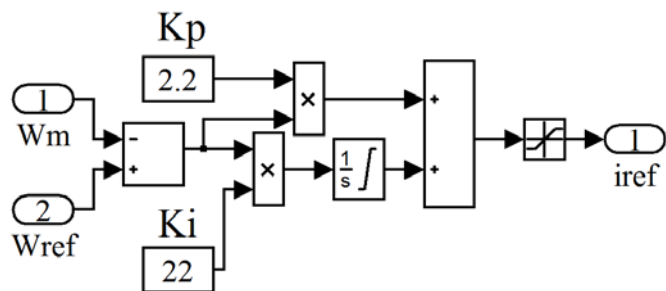 Kp
2.2
1
Wm
-
+
2
Wref
×
×
Ki
22
1
s
+
+
1
iref